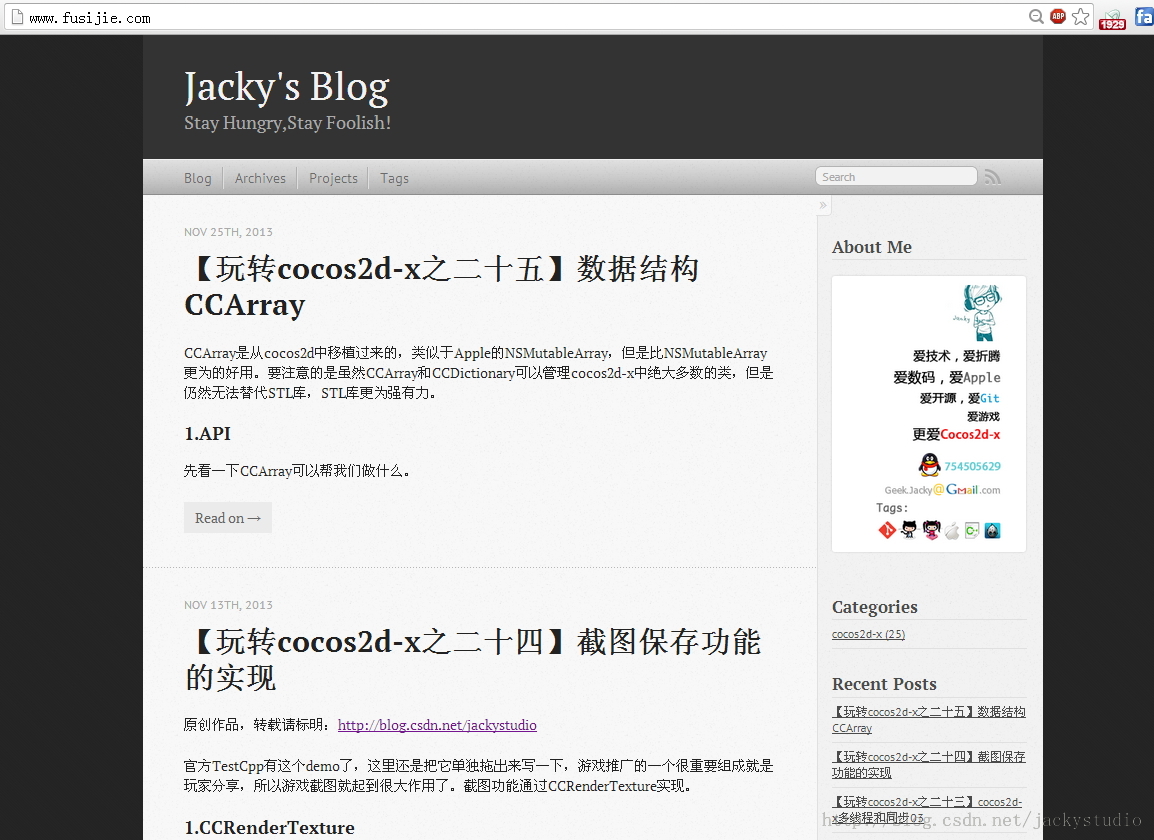 www.fusijie.com
ABP
1929
fa
Jacky's Blog
Stay Hungry,Stay Foolish!
Blog
Archives
Projects
Tags
Search
»
NOV 25TH, 2013
【玩转cocos2d-x之二十五】数据结构
CCArray
CCArray是从cocos2d中移植过来的，类似于Apple的NSMutableArray，但是比NSMutableArray
更为的好用。要注意的是虽然CCArray和CCDictionary可以管理cocos2d-x中绝大多数的类，但是
仍然无法替代STL库，STL库更为强有力。
1.API
先看一下CCArray可以帮我们做什么。
Read on →
NOV 13TH, 2013
【玩转cocos2d-x之二十四】截图保存功能
的实现
原创作品，转载请标明：http://blog.csdn.net/jackystudio
官方TestCpp有这个demo了，这里还是把它单独拖出来写一下，游戏推广的一个很重要组成就是
玩家分享，所以游戏截图就起到很大作用了。截图功能通过CCRenderTexture实现。
1.CCRenderTexture
About Me
Jacky
爱技术，爱折腾
爱数码，爱Apple
爱开源，爱Git
爱游戏
更爱Cocos2d-x
754505629
Geek.Jacky@Gmail.com
Tags:
Categories
cocos2d-x (25)
Recent Posts
【玩转cocos2d-x之二十五】数据结构
CCArray
【玩转cocos2d-x之二十四】截图保存
功能的实现
【玩转cocos2d-x之二十三】cocos2d-
x多线程和同步03
http://blog.csdn.net/jackystudio